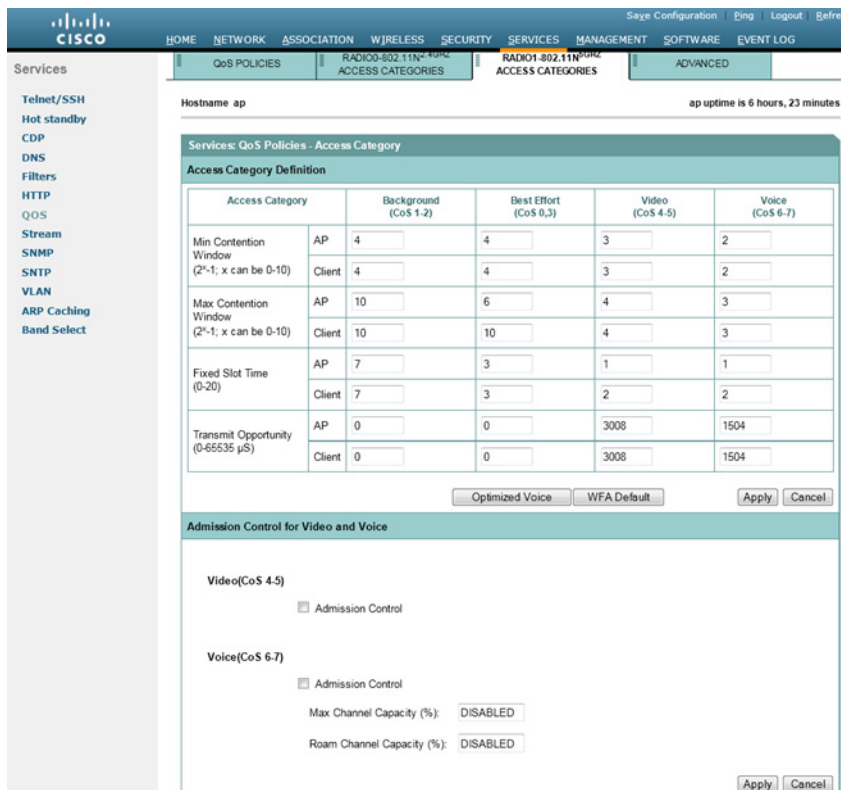 Save Configuration | Ping | Logout | Refre
CISCO
HOME NETWORK ASSOCIATION WIRELESS SECURITY SERVICES MANAGEMENT SOFTWARE EVENT LOG
Services
QoS POLICIES
RADIO0-802.11N2.4GHZ
ACCESS CATEGORIES
RADIO1-802.11N5GHZ
ACCESS CATEGORIES
ADVANCED
Telnet/SSH
Hot standby
CDP
DNS
Filters
HTTP
QOS
Stream
SNMP
SNTP
VLAN
ARP Caching
Band Select
Hostname ap
ap uptime is 6 hours, 23 minutes
Services: QoS Policies - Access Category
Access Category Definition
Access Category Background (CoS 1-2) Best Effort (CoS 0,3) Video (CoS 4-5) Voice (CoS 6-7)
Min Contention Window (2ˣ-1; x can be 0-10)
AP 4 4 3 2
Client 4 4 3 2
Max Contention Window (2ˣ-1; x can be 0-10)
AP 10 6 4 3
Client 10 10 4 3
Fixed Slot Time (0-20)
AP 7 3 1 1
Client 7 3 2 2
Transmit Opportunity (0-65535 µS)
AP 0 0 3008 1504
Client 0 0 3008 1504
Optimized Voice WFA Default Apply Cancel
Admission Control for Video and Voice
Video(CoS 4-5)
Admission Control
Voice(CoS 6-7)
Admission Control
Max Channel Capacity (%): DISABLED
Roam Channel Capacity (%): DISABLED
Apply Cancel